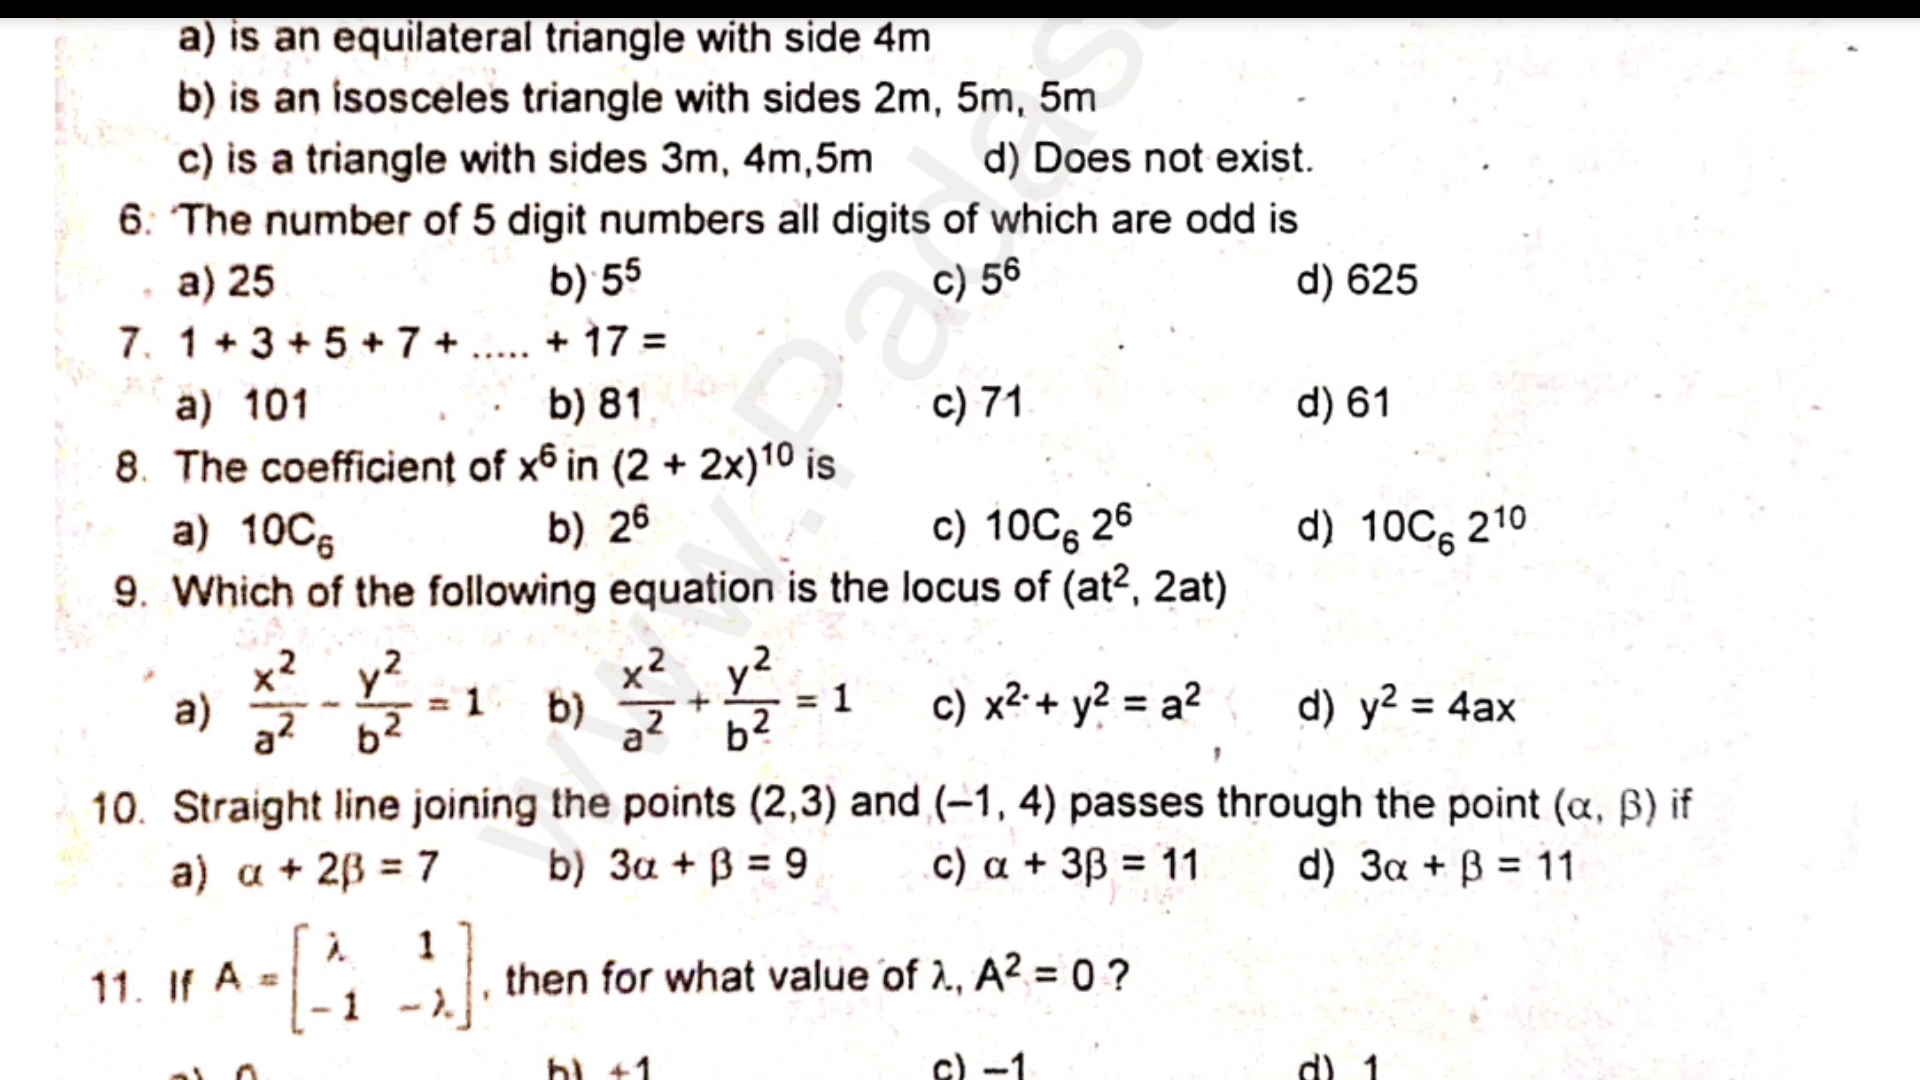 a) is an equilateral triangle with side 4m
b) is an isosceles triangle with sides 2m, 5m, 5m
c) is a triangle with sides 3m, 4m,5m d) Does not exist.
6. The number of 5 digit numbers all digits of which are odd is
a) 25 b) 5⁵ c) 5⁶ d) 625
7. 1 + 3 + 5 + 7 + ...... + 17 =
a) 101 b) 81 c) 71 d) 61
8. The coefficient of x⁶ in (2 + 2x)¹⁰ is
a) 10C₆ b) 2⁶ c) 10C₆ 2⁶ d) 10C₆ 2¹⁰
9. Which of the following equation is the locus of (at², 2at)
a) x²/a² - y²/b² = 1 b) x²/a² + y²/b² = 1 c) x² + y² = a² d) y² = 4ax
10. Straight line joining the points (2,3) and (–1, 4) passes through the point (α, β) if
a) α + 2β = 7 b) 3α + β = 9 c) α + 3β = 11 d) 3α + β = 11
11. If A = [λ 1 −1 −λ], then for what value of λ, A² = 0 ?
c) –1 d) 1
www.Padas